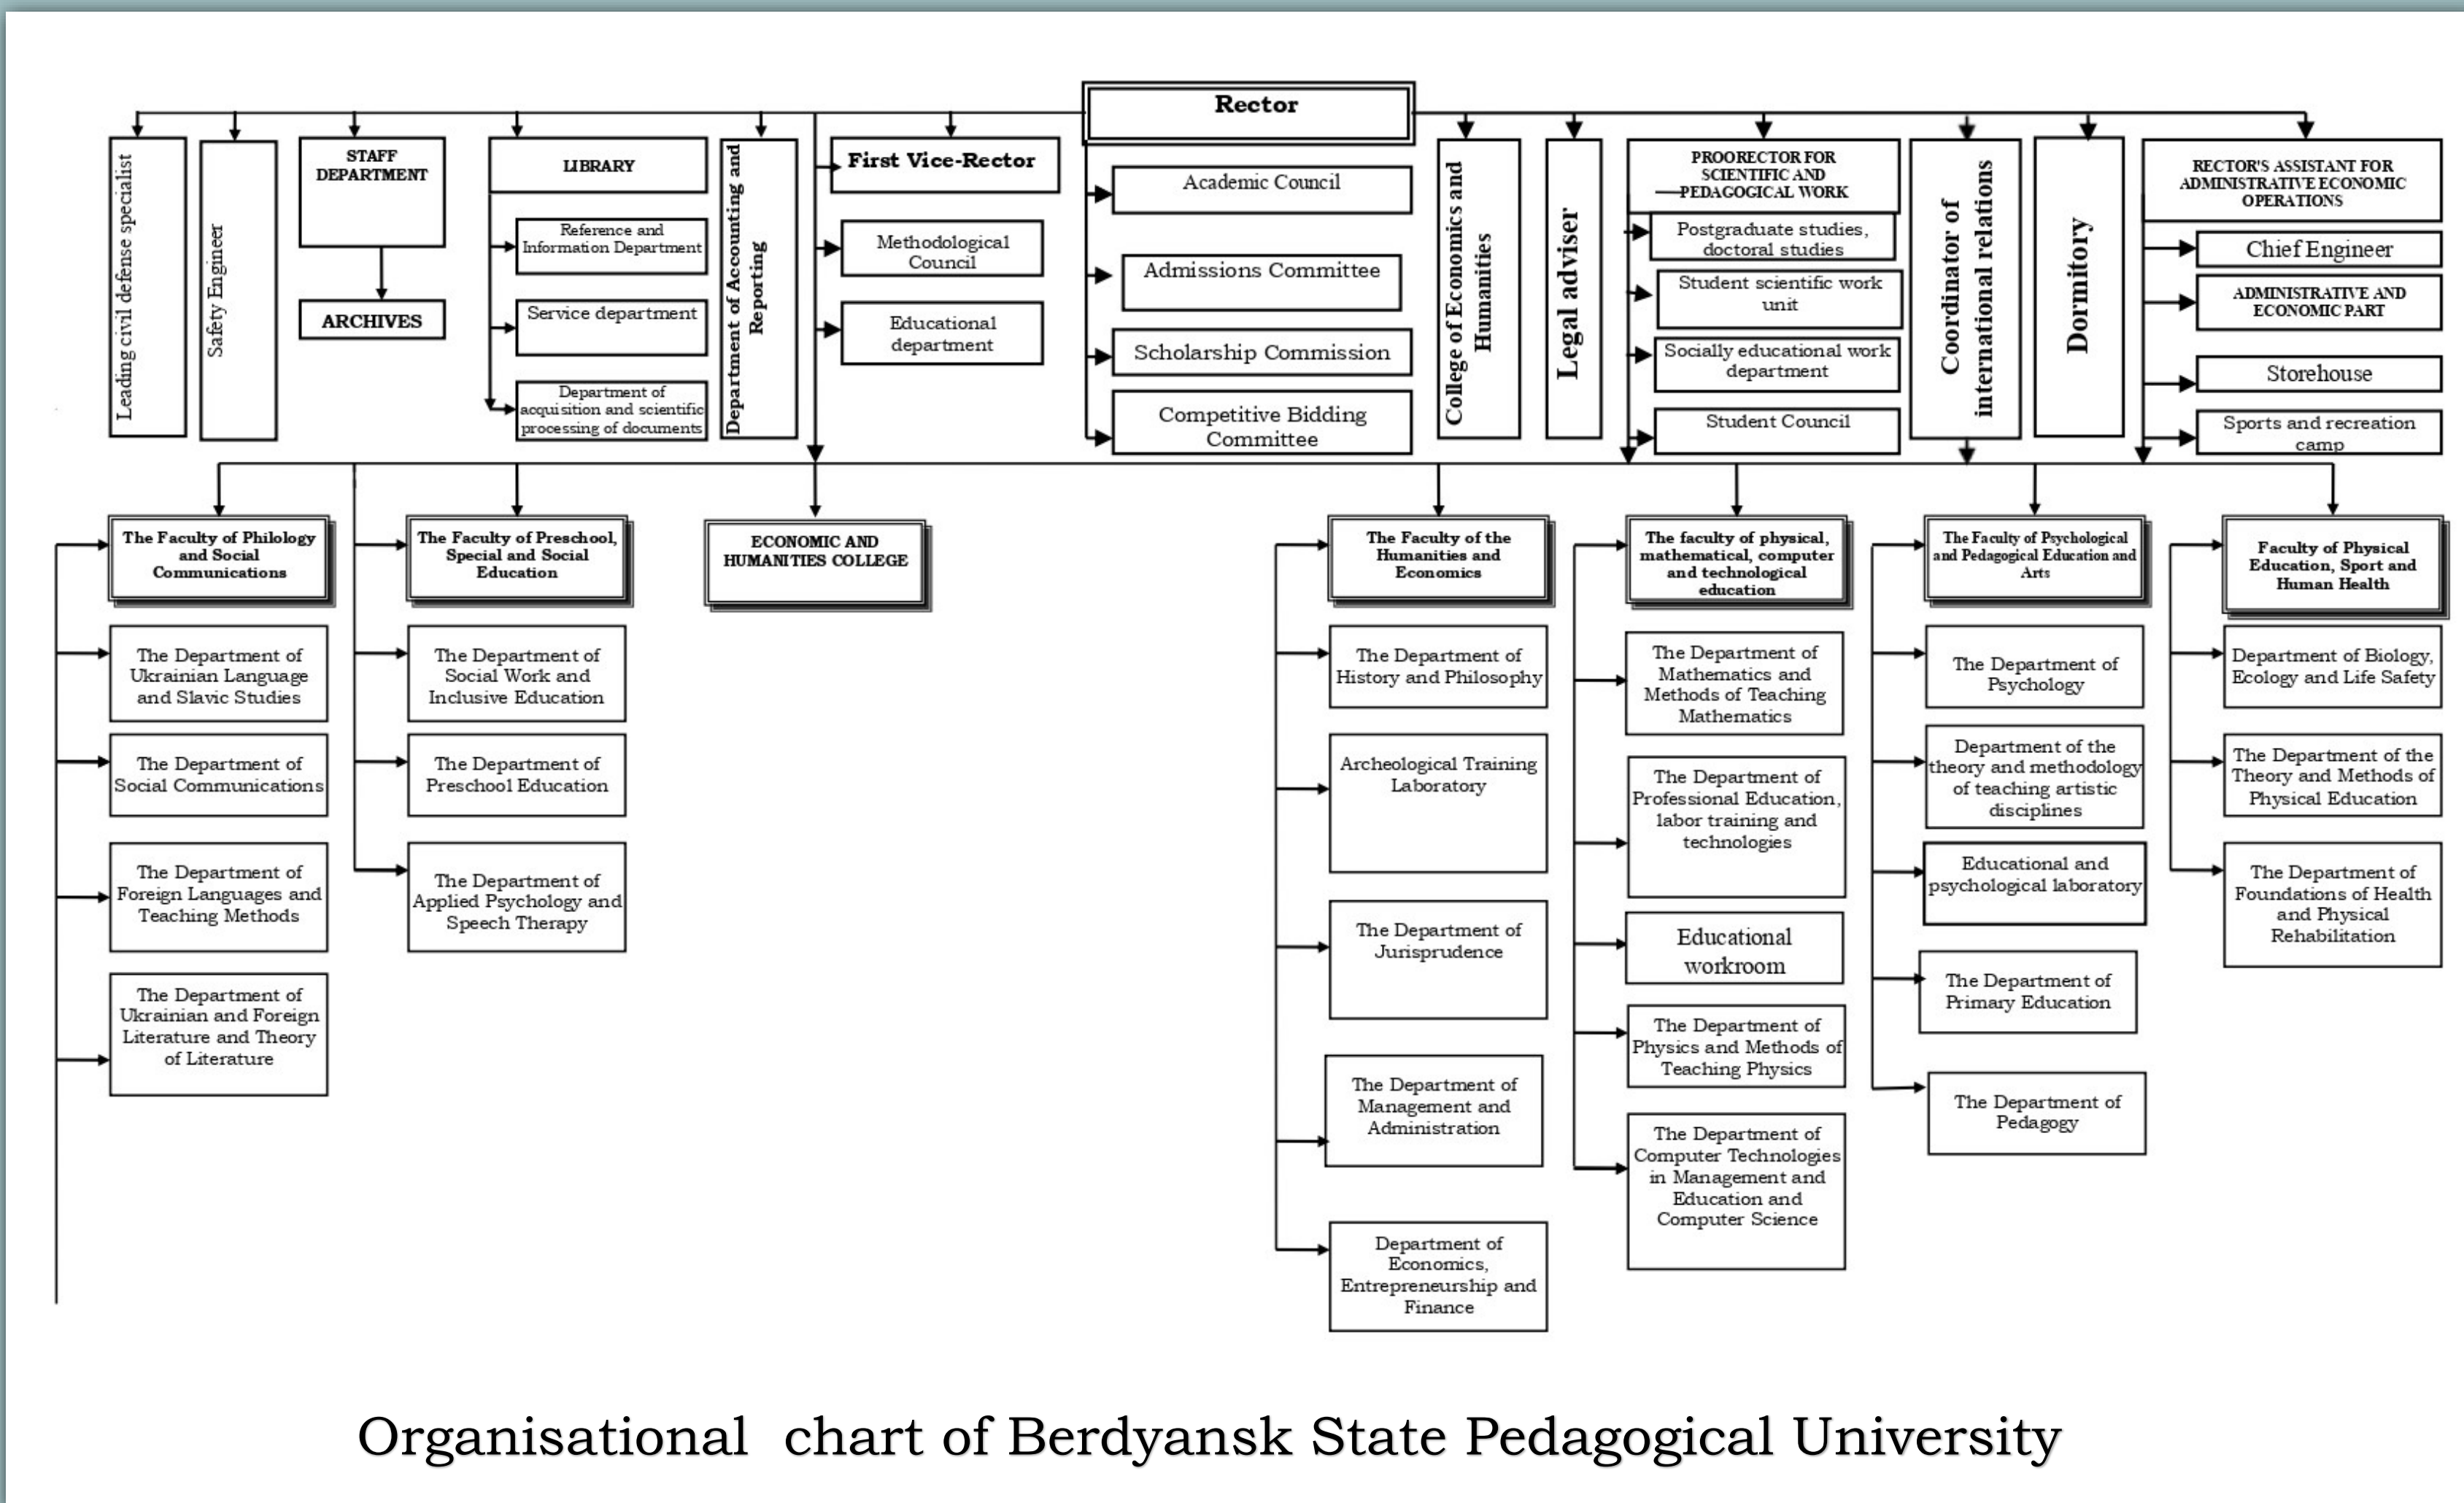 Rector
Leading civil defense specialist
Safety Engineer
STAFF
DEPARTMENT
ARCHIVES
LIBRARY
Reference and
Information Department
Service department
Department of
acquisition and scientific
processing of documents
Department of Accounting and
Reporting
First Vice-Rector
Methodological
Council
Educational
department
Academic Council
Admissions Committee
Scholarship Commission
Competitive Bidding
Committee
College of Economics and
Humanities
Legal adviser
PROORECTOR FOR
SCIENTIFIC AND
PEDAGOGICAL WORK
Postgraduate studies,
doctoral studies
Student scientific work
unit
Socially educational work
department
Student Council
Coordinator of
international relations
Dormitory
RECTOR'S ASSISTANT FOR
ADMINISTRATIVE ECONOMIC
OPERATIONS
Chief Engineer
ADMINISTRATIVE AND
ECONOMIC PART
Storehouse
Sports and recreation
camp
The Faculty of Philology
and Social
Communications
The Department of
Ukrainian Language
and Slavic Studies
The Department of
Social Communications
The Department of
Foreign Languages and
Teaching Methods
The Department of
Ukrainian and Foreign
Literature and Theory
of Literature
The Faculty of Preschool,
Special and Social
Education
The Department of
Social Work and
Inclusive Education
The Department of
Preschool Education
The Department of
Applied Psychology and
Speech Therapy
ECONOMIC AND
HUMANITIES COLLEGE
The Faculty of the
Humanities and
Economics
The Department of
History and Philosophy
Archeological Training
Laboratory
The Department of
Jurisprudence
The Department of
Management and
Administration
Department of
Economics,
Entrepreneurship and
Finance
The faculty of physical,
mathematical, computer
and technological
education
The Department of
Mathematics and
Methods of Teaching
Mathematics
The Department of
Professional Education,
labor training and
technologies
Educational
workroom
The Department of
Physics and Methods of
Teaching Physics
The Department of
Computer Technologies
in Management and
Education and
Computer Science
The Faculty of Psychological
and Pedagogical Education and
Arts
The Department of
Psychology
Department of the
theory and methodology
of teaching artistic
disciplines
Educational and
psychological laboratory
The Department of
Primary Education
The Department of
Pedagogy
Faculty of Physical
Education, Sport and
Human Health
Department of Biology,
Ecology and Life Safety
The Department of the
Theory and Methods of
Physical Education
The Department of
Foundations of Health
and Physical
Rehabilitation
Organisational chart of Berdyansk State Pedagogical University